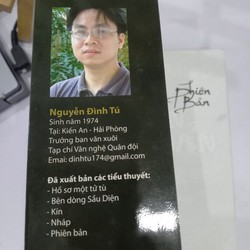 Nguyễn Đình Tú
Sinh năm 1974
Tại: Kiến An - Hải Phòng
Trưởng ban văn xuôi
Tạp chí Văn nghệ Quân đội
Emai: dinhtu174@gmail.com
Đã xuất bản các tiểu thuyết:
- Hồ sơ một tử tù
- Bên dòng Sầu Diện
- Kín
- Nháp
- Phiên bản
Phiên
Bản